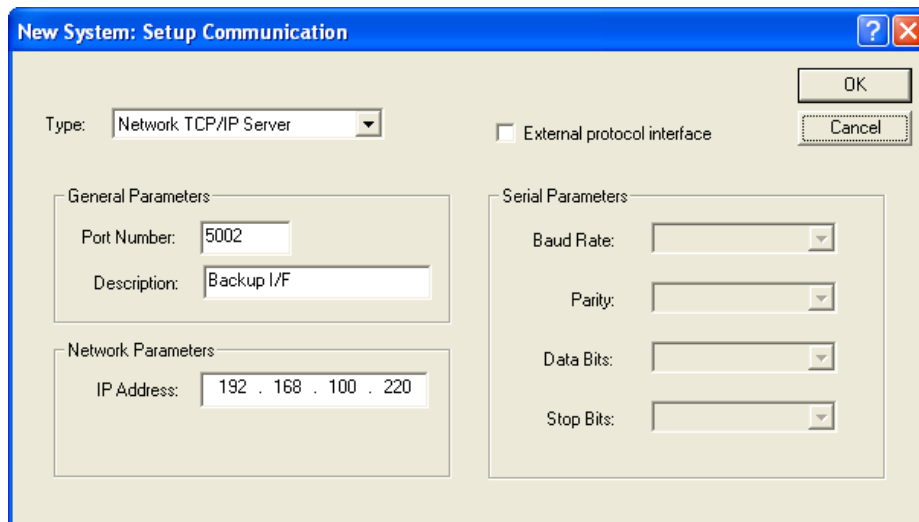 New System: Setup Communication
OK
Type: Network TCP/IP Server
External protocol interface
Cancel
General Parameters
Port Number: 5002
Description: Backup I/F
Network Parameters
IP Address: 192 . 168 . 100 . 220
Serial Parameters
Baud Rate:
Parity:
Data Bits:
Stop Bits: